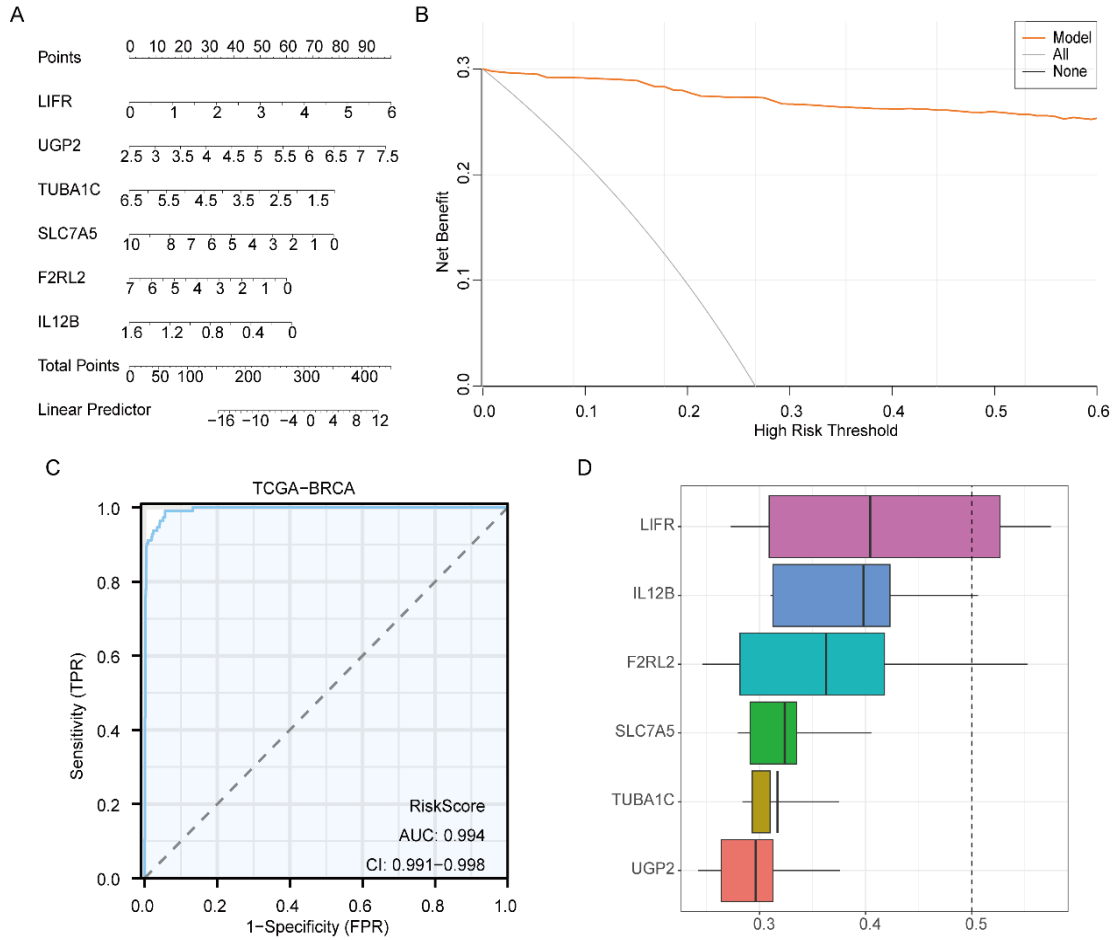 A
Points
0 10 20 30 40 50 60 70 80 90
LIFR
0 1 2 3 4 5 6
UGP2
2.5 3 3.5 4 4.5 5 5.5 6 6.5 7 7.5
TUBA1C
6.5 5.5 4.5 3.5 2.5 1.5
SLC7A5
10 8 7 6 5 4 3 2 1 0
F2RL2
7 6 5 4 3 2 1 0
IL12B
1.6 1.2 0.8 0.4 0
Total Points
0 50 100 200 300 400
Linear Predictor
−16 −10 −4 0 4 8 12
B
Model
All
None
Net Benefit
0.3
0.2
0.1
0.0
0.0 0.1 0.2 0.3 0.4 0.5 0.6
High Risk Threshold
C
TCGA−BRCA
Sensitivity (TPR)
1.0
0.8
0.6
0.4
0.2
0.0
RiskScore
AUC: 0.994
CI: 0.991−0.998
0.0 0.2 0.4 0.6 0.8 1.0
1-Specificity (FPR)
D
LIFR
IL12B
F2RL2
SLC7A5
TUBA1C
UGP2
0.3 0.4 0.5